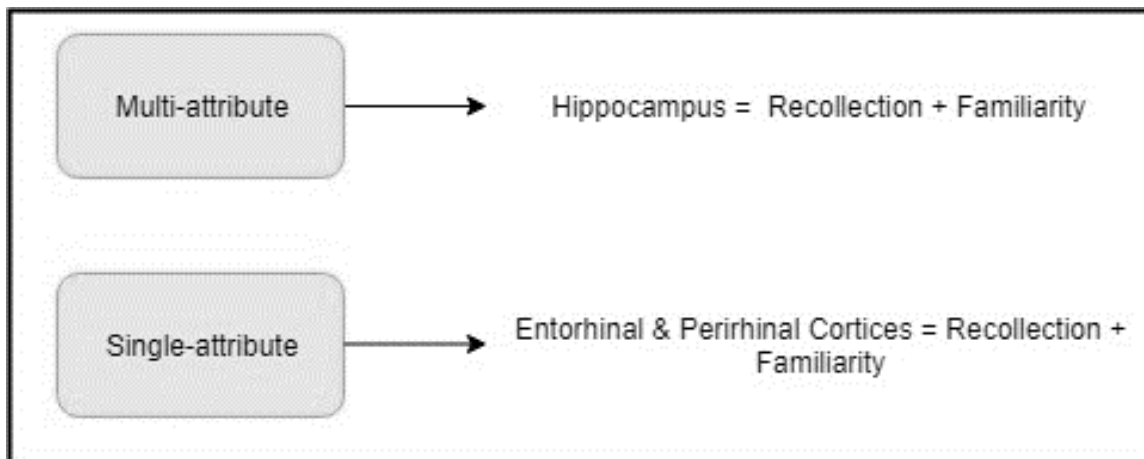 Multi-attribute
Hippocampus = Recollection + Familiarity
Single-attribute
Entorhinal & Perirhinal Cortices = Recollection +
Familiarity